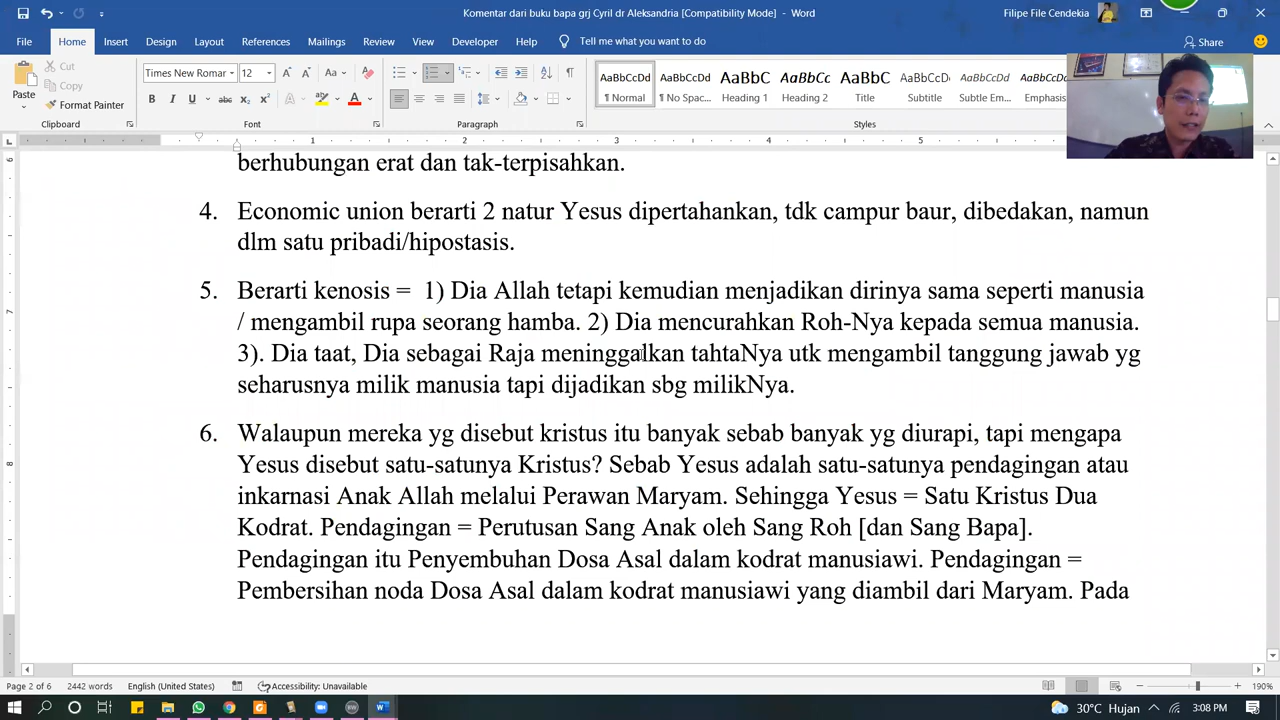 Komentar dari buku bapa grj Cyril dr Aleksandria [Compatibility Mode] - Word
Filipe File Cendekia
File Home Insert Design Layout References Mailings Review View Developer Help Tell me what you want to do Share
Cut
Copy
Format Painter
Paste
Times New Romar 12
AaBbCcDd AaBbCcDd AaBbCc AaBbCc AaBbCc AaBbCcDd AaBbCcDd AaBbCcDd
¶ Normal ¶ No Spac... Heading 1 Heading 2 Title Subtitle Subtle Em... Emphasis
Clipboard Font Paragraph Styles
1 2 3 4 5
berhubungan erat dan tak-terpisahkan.
4. Economic union berarti 2 natur Yesus dipertahankan, tdk campur baur, dibedakan, namun
dlm satu pribadi/hipostasis.
5. Berarti kenosis = 1) Dia Allah tetapi kemudian menjadikan dirinya sama seperti manusia
/ mengambil rupa seorang hamba. 2) Dia mencurahkan Roh-Nya kepada semua manusia.
3). Dia taat, Dia sebagai Raja meninggalkan tahtaNya utk mengambil tanggung jawab yg
seharusnya milik manusia tapi dijadikan sbg milikNya.
6. Walaupun mereka yg disebut kristus itu banyak sebab banyak yg diurapi, tapi mengapa
Yesus disebut satu-satunya Kristus? Sebab Yesus adalah satu-satunya pendagingan atau
inkarnasi Anak Allah melalui Perawan Maryam. Sehingga Yesus = Satu Kristus Dua
Kodrat. Pendagingan = Perutusan Sang Anak oleh Sang Roh [dan Sang Bapa].
Pendagingan itu Penyembuhan Dosa Asal dalam kodrat manusiawi. Pendagingan =
Pembersihan noda Dosa Asal dalam kodrat manusiawi yang diambil dari Maryam. Pada
Page 2 of 6 2442 words English (United States) Accessibility: Unavailable 190%
30°C Hujan 3:08 PM